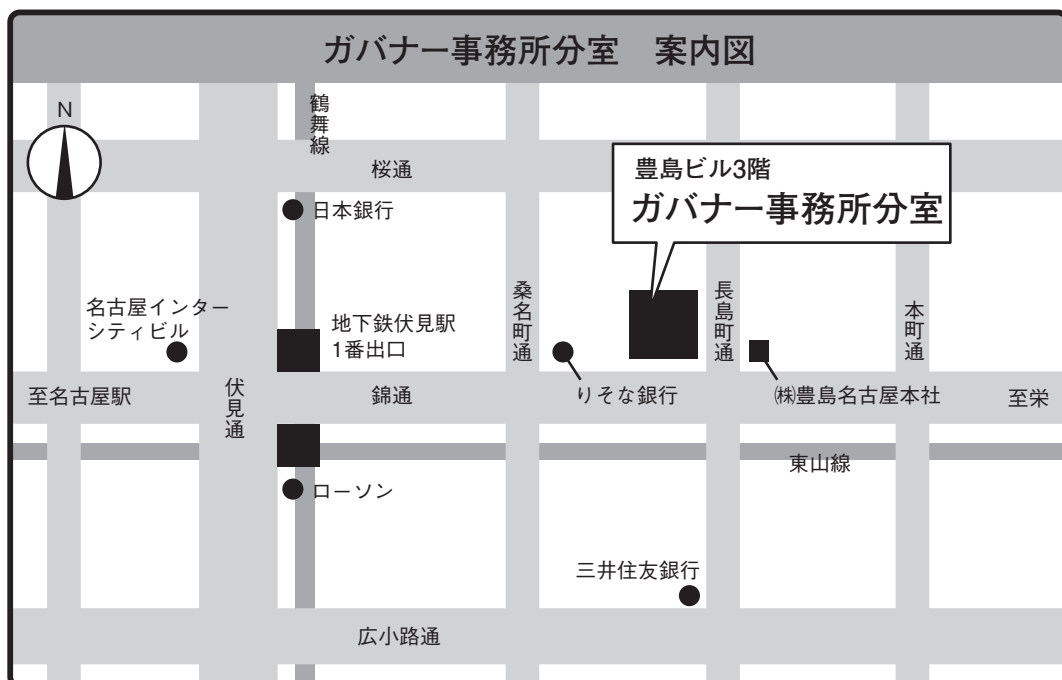 ガバナー事務所分室　案内図
N
鶴舞線
桜通
豊島ビル3階
ガバナー事務所分室
日本銀行
名古屋インター
シティビル
地下鉄伏見駅
1番出口
桑名町通
長島町通
本町通
至名古屋駅
伏見通
錦通
りそな銀行
㈱豊島名古屋本社
至栄
東山線
ローソン
三井住友銀行
広小路通